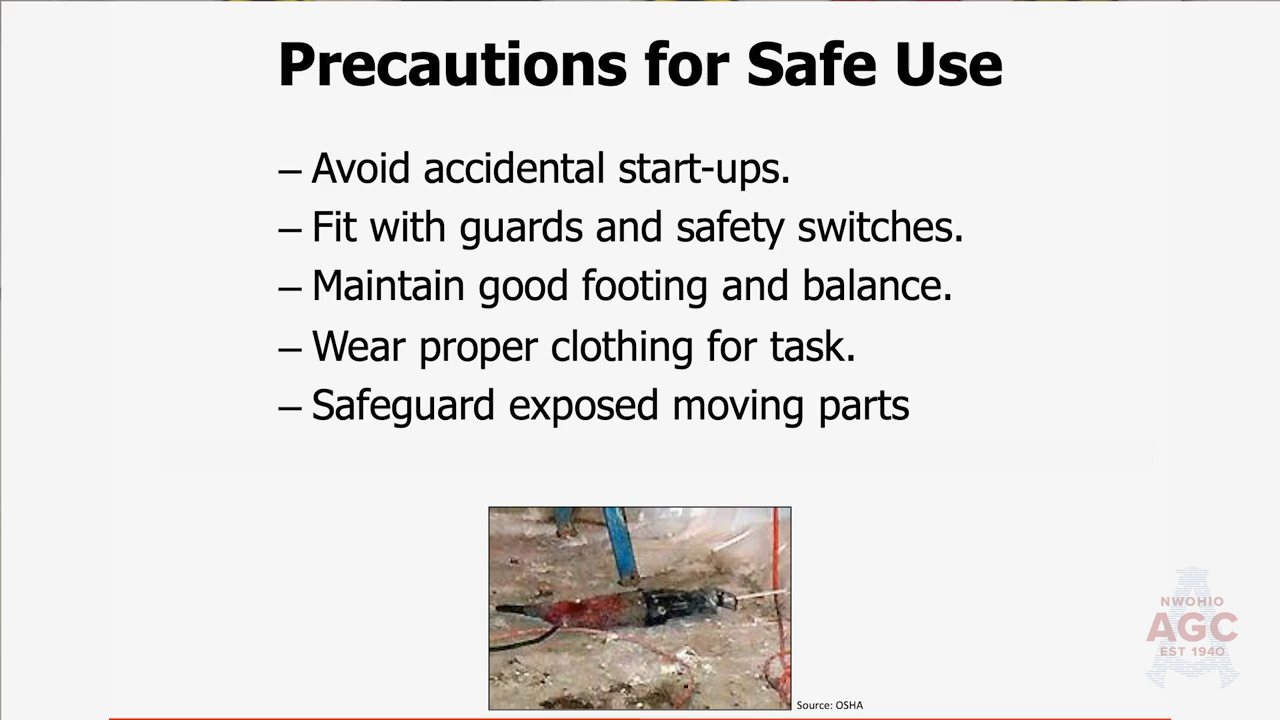 Precautions for Safe Use
– Avoid accidental start-ups.
– Fit with guards and safety switches.
– Maintain good footing and balance.
– Wear proper clothing for task.
– Safeguard exposed moving parts
NWOHIO
AGC
EST 1940
Source: OSHA